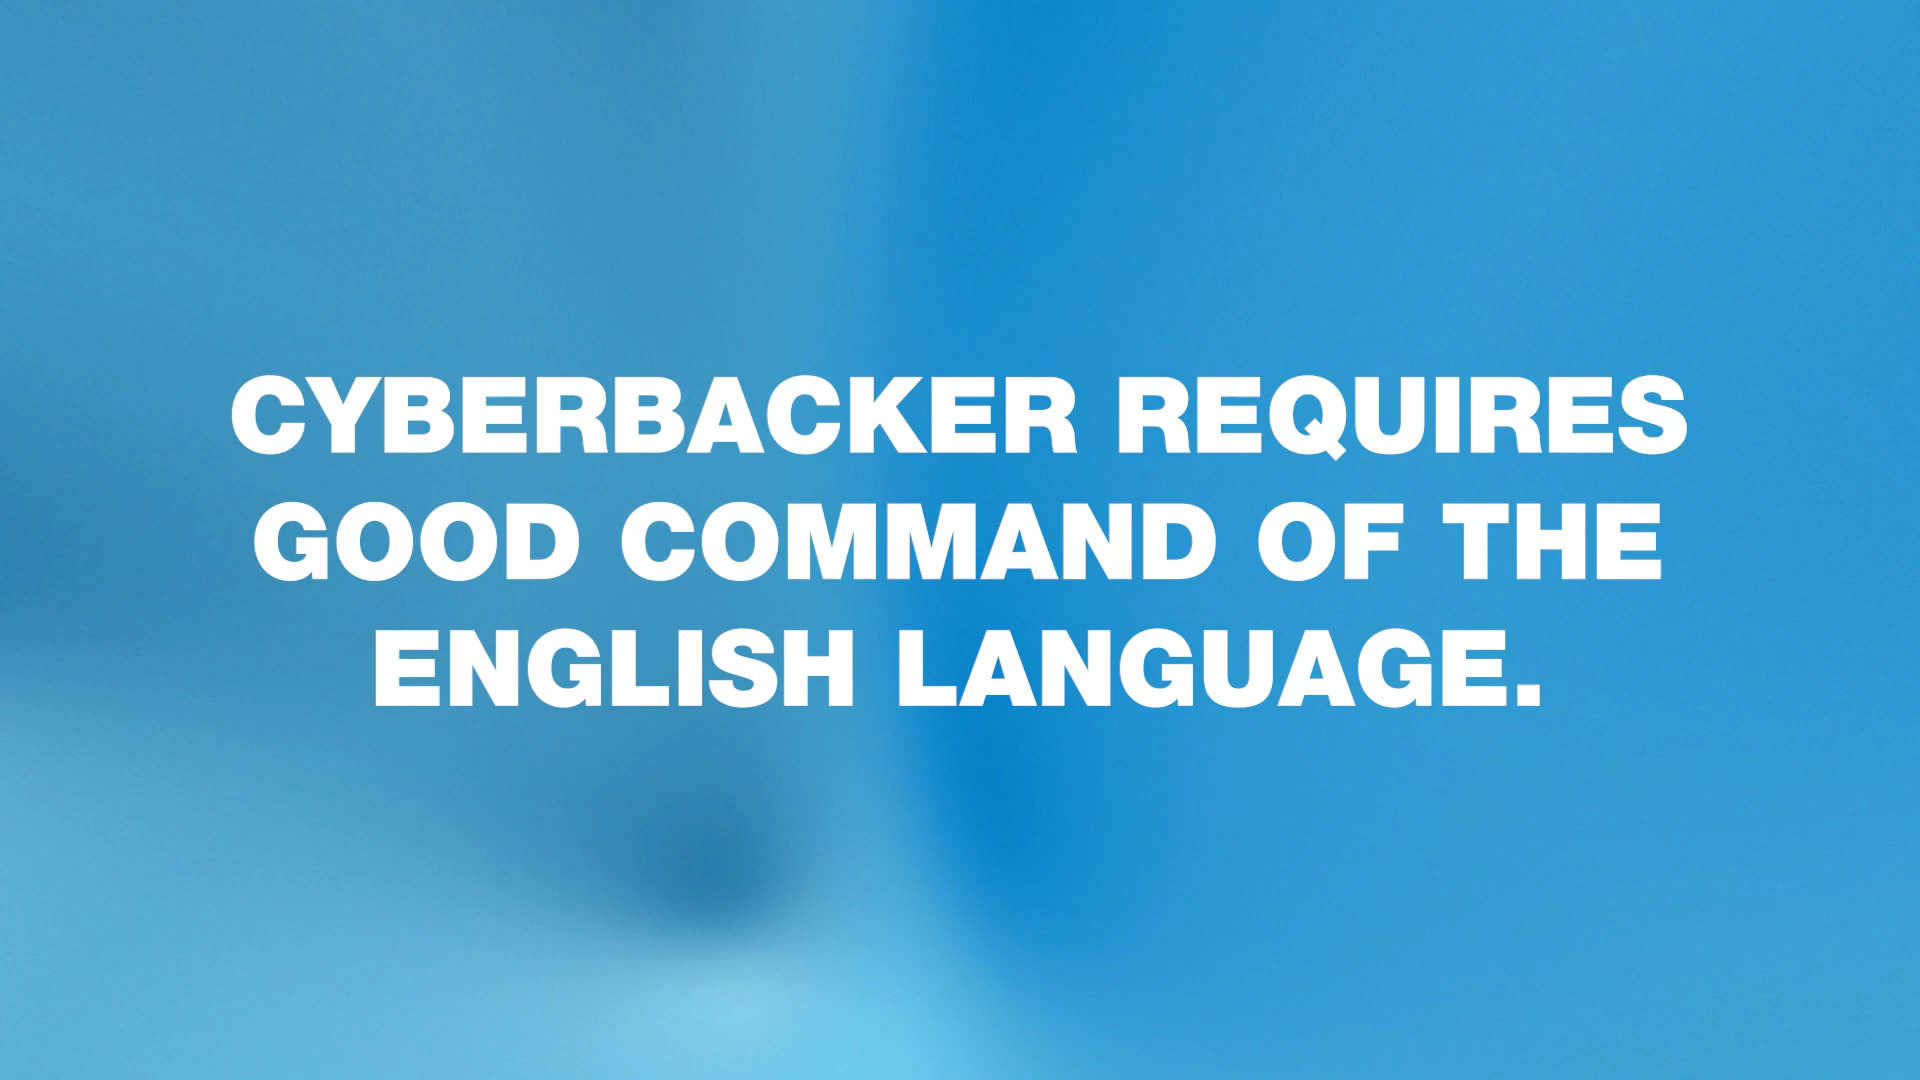 CYBERBACKER REQUIRES
GOOD COMMAND OF THE
ENGLISH LANGUAGE.